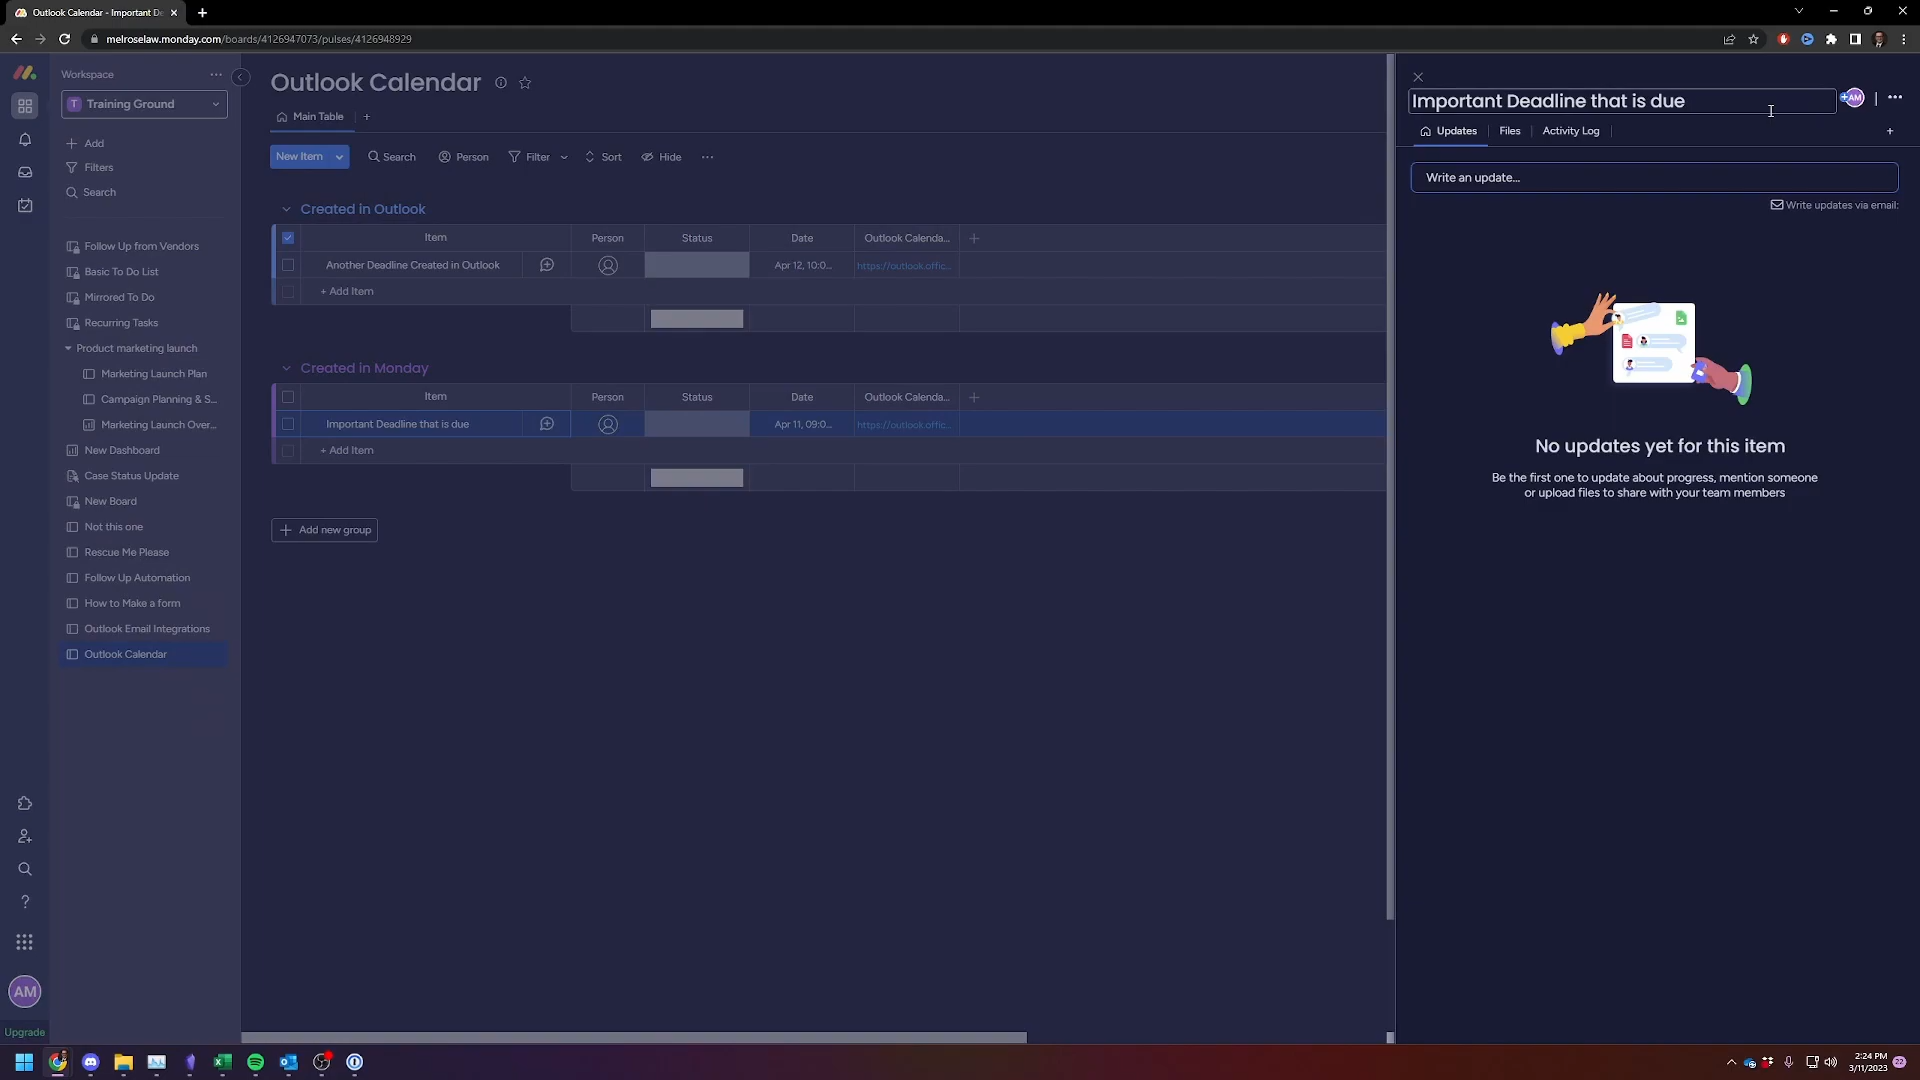 Outlook Calendar - Important De
melroselaw.monday.com/boards/4126947073/pulses/4126948929
Workspace
T Training Ground
Add
Filters
Search
Follow Up from Vendors
Basic To Do List
Mirrored To Do
Recurring Tasks
Product marketing launch
Marketing Launch Plan
Campaign Planning & S...
Marketing Launch Over...
New Dashboard
Case Status Update
New Board
Not this one
Rescue Me Please
Follow Up Automation
How to Make a form
Outlook Email Integrations
Outlook Calendar
AM
Upgrade
Outlook Calendar
Main Table
New Item Search Person Filter Sort Hide
Created in Outlook
Item Person Status Date Outlook Calenda...
Another Deadline Created in Outlook Apr 12, 10:0... https://outlook.offic...
+ Add Item
Created in Monday
Item Person Status Date Outlook Calenda...
Important Deadline that is due Apr 11, 09:0... https://outlook.offic...
+ Add Item
Add new group
Important Deadline that is due
AM
Updates Files Activity Log
Write an update...
Write updates via email:
No updates yet for this item
Be the first one to update about progress, mention someone
or upload files to share with your team members
2:24 PM
3/11/2023
22